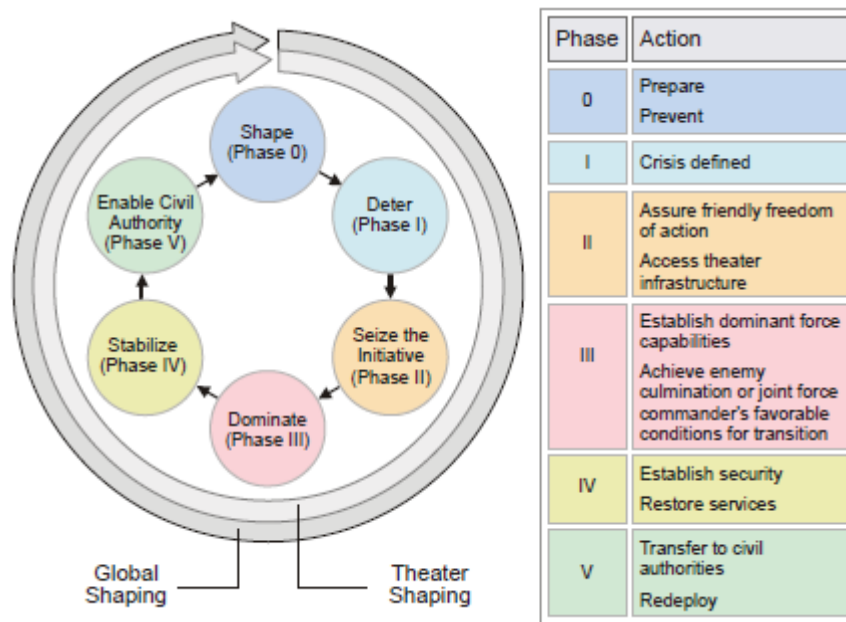 Shape
(Phase 0)
Deter
(Phase I)
Seize the
Initiative
(Phase II)
Dominate
(Phase III)
Stabilize
(Phase IV)
Enable Civil
Authority
(Phase V)
Global
Shaping
Theater
Shaping
Phase Action
0
Prepare
Prevent
I
Crisis defined
II
Assure friendly freedom
of action
Access theater
infrastructure
III
Establish dominant force
capabilities
Achieve enemy
culmination or joint force
commander's favorable
conditions for transition
IV
Establish security
Restore services
V
Transfer to civil
authorities
Redeploy